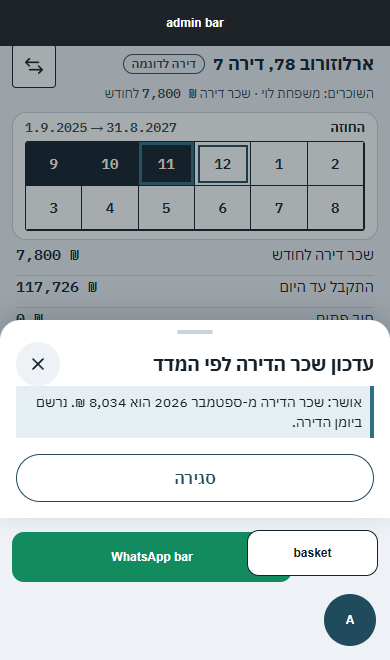 admin bar
ארלוזורוב 78, דירה 7
דירה לדוגמה
השוכרים: משפחת לוי · שכר דירה 7,800 ₪ לחודש
החוזה
1.9.2025 → 31.8.2027
9 10 11 12 1 2
3 4 5 6 7 8
שכר דירה לחודש
7,800 ₪
התקבל עד היום
117,726 ₪
חוב פתוח
0 ₪
עדכון שכר הדירה לפי המדד
אושר: שכר הדירה מ-ספטמבר 2026 הוא 8,034 ₪. נרשם
ביומן הדירה.
סגירה
WhatsApp bar
basket
A